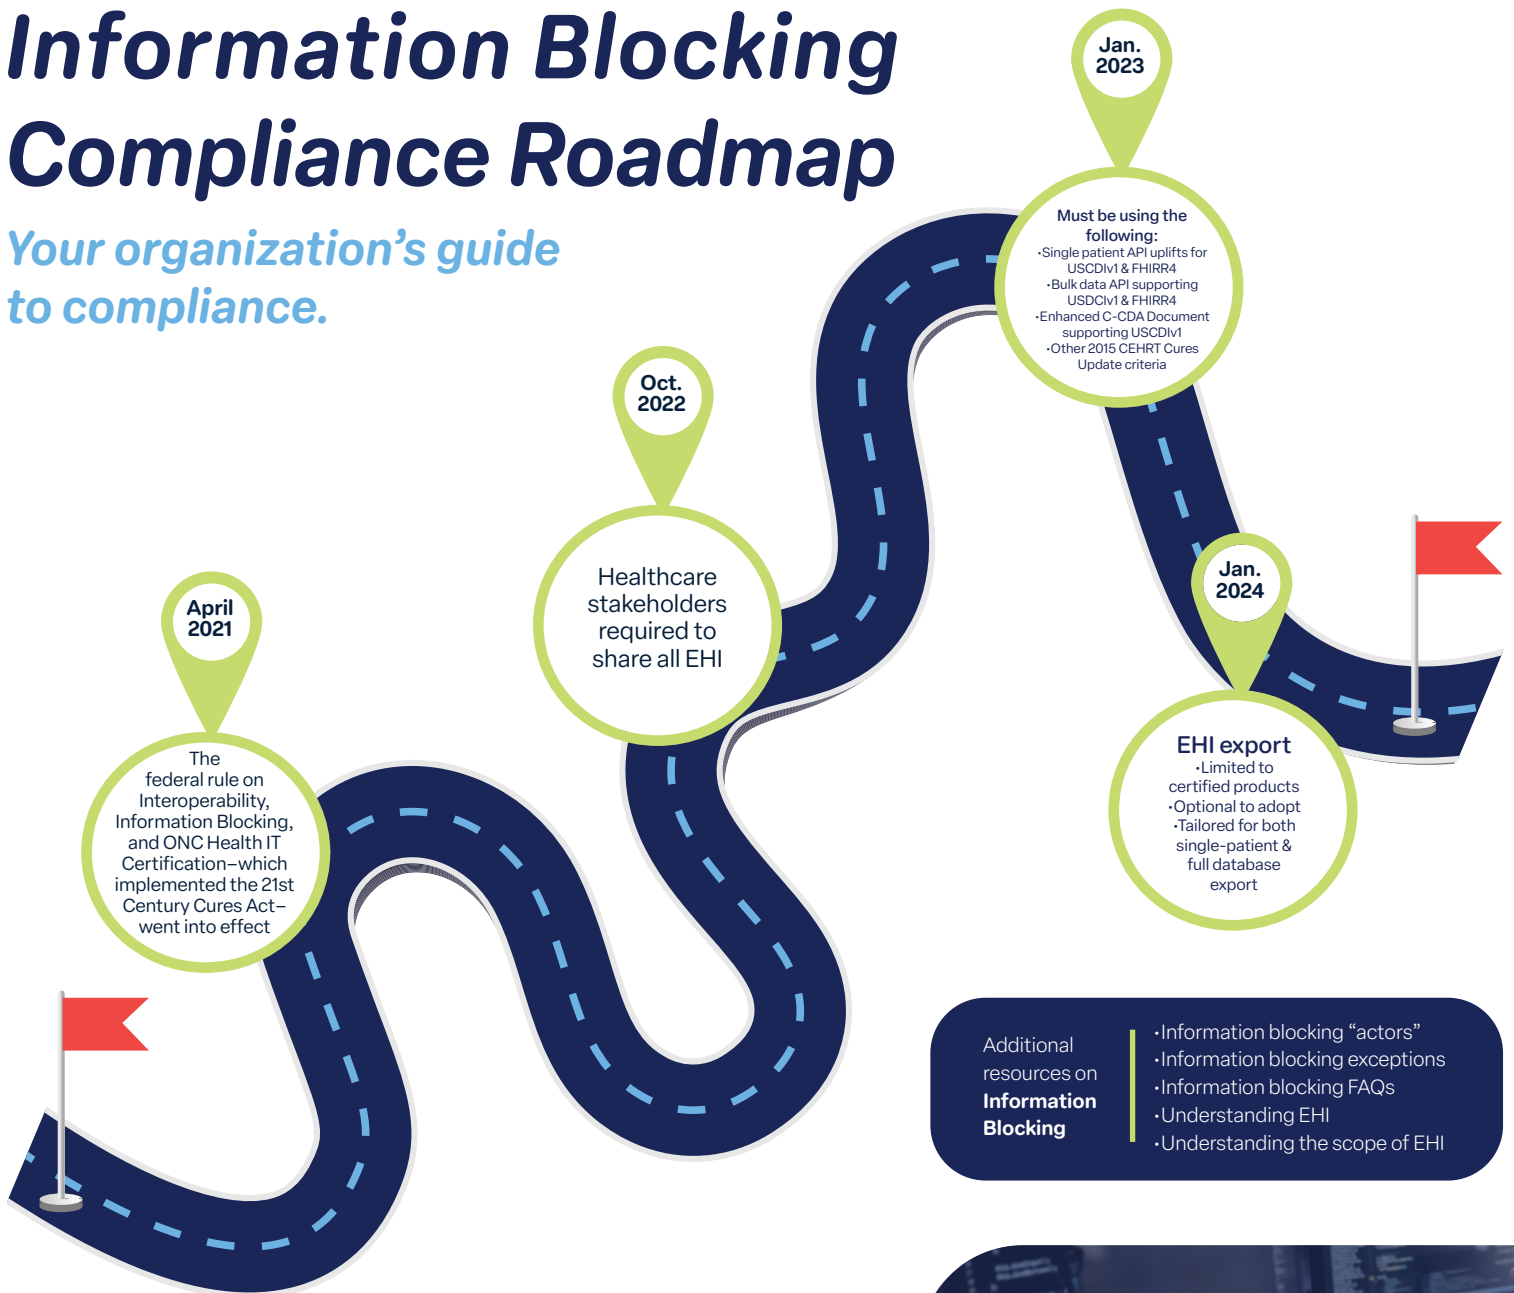 Information Blocking
Compliance Roadmap
Your organization’s guide
to compliance.
April
2021
The
federal rule on
Interoperability,
Information Blocking,
and ONC Health IT
Certification–which
implemented the 21st
Century Cures Act–
went into effect
Oct.
2022
Healthcare
stakeholders
required to
share all EHI
Jan.
2023
Must be using the
following:
•Single patient API uplifts for
USCDIv1 & FHIRR4
•Bulk data API supporting
USDCIv1 & FHIRR4
•Enhanced C-CDA Document
supporting USCDIv1
•Other 2015 CEHRT Cures
Update criteria
Jan.
2024
EHI export
•Limited to
certified products
•Optional to adopt
•Tailored for both
single-patient &
full database
export
Additional
resources on
Information
Blocking
•Information blocking “actors”
•Information blocking exceptions
•Information blocking FAQs
•Understanding EHI
•Understanding the scope of EHI